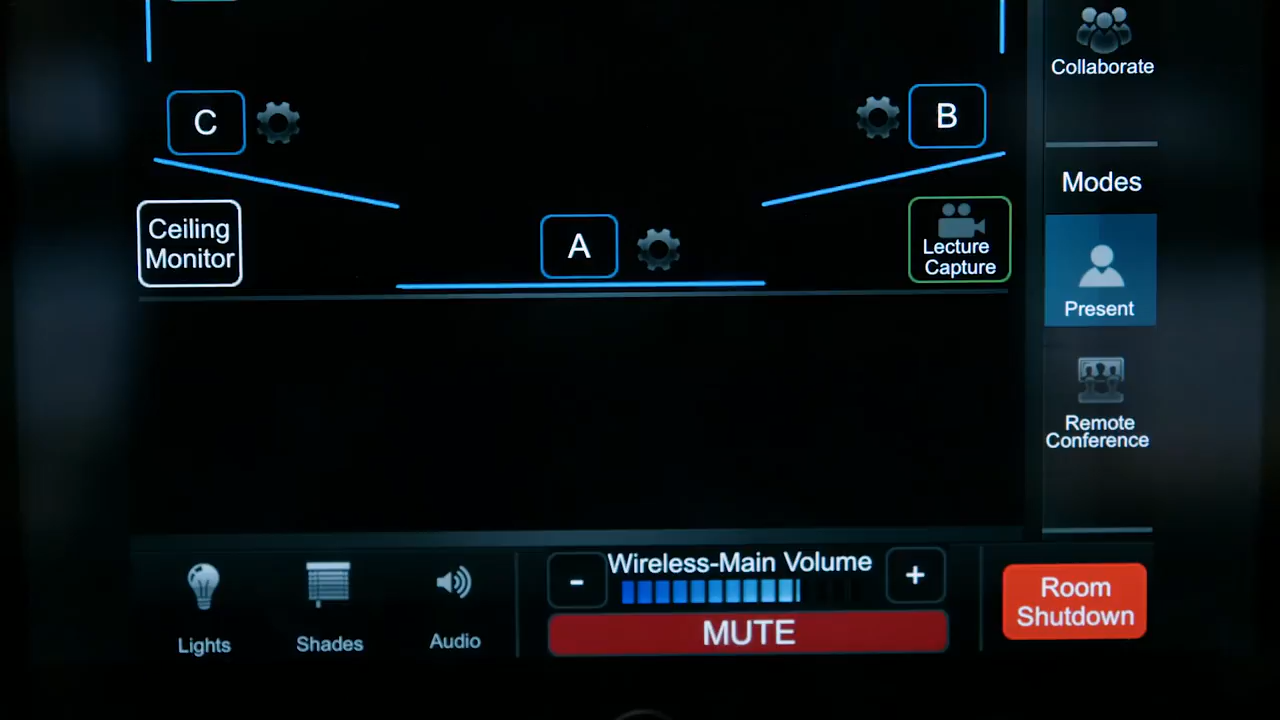 Collaborate
C
B
Modes
Ceiling
Monitor
A
Lecture
Capture
Present
Remote
Conference
Wireless-Main Volume
-
+
MUTE
Room
Shutdown
Lights
Shades
Audio